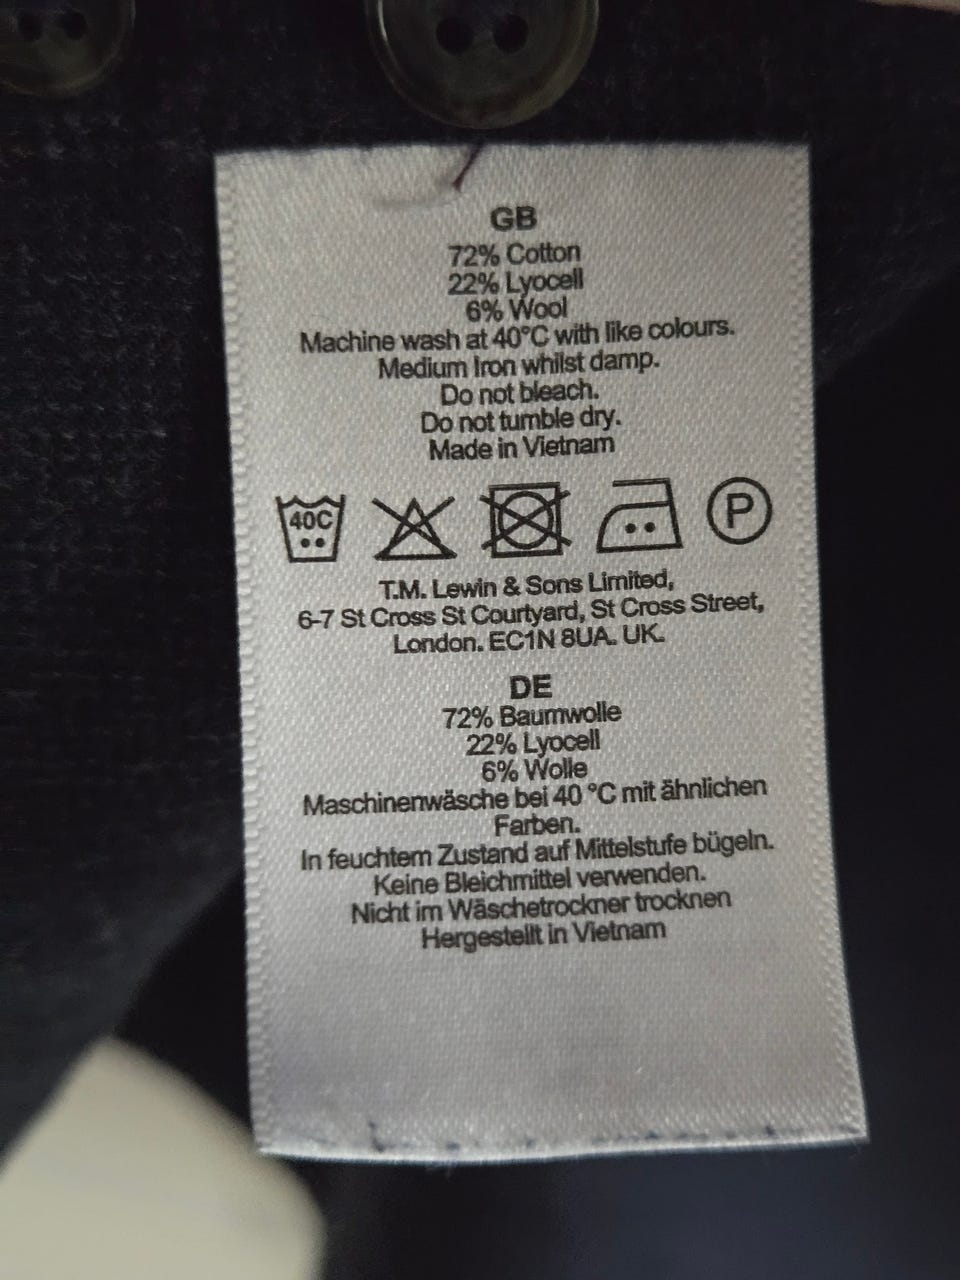 GB
72% Cotton
22% Lyocell
6% Wool
Machine wash at 40°C with like colours.
Medium Iron whilst damp.
Do not bleach.
Do not tumble dry.
Made in Vietnam
40C P
T.M. Lewin & Sons Limited,
6-7 St Cross St Courtyard, St Cross Street,
London. EC1N 8UA. UK.
DE
72% Baumwolle
22% Lyocell
6% Wolle
Maschinenwäsche bei 40 °C mit ähnlichen
Farben.
In feuchtem Zustand auf Mittelstufe bügeln.
Keine Bleichmittel verwenden.
Nicht im Wäschetrockner trocknen
Hergestellt in Vietnam